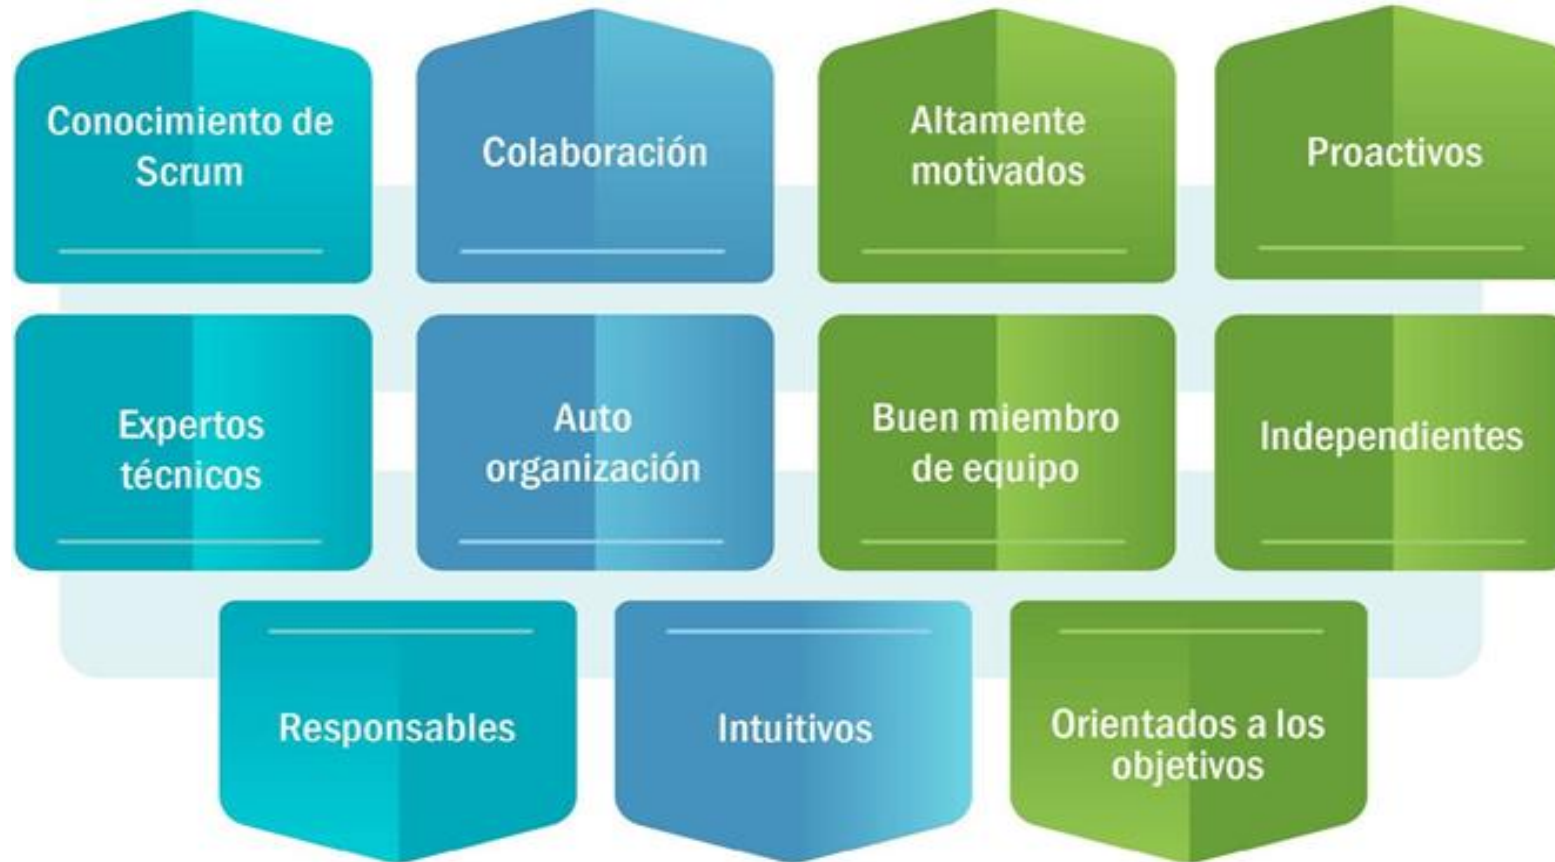 Conocimiento de
Scrum
Colaboración
Altamente
motivados
Proactivos
Expertos
técnicos
Auto
organización
Buen miembro
de equipo
Independientes
Responsables
Intuitivos
Orientados a los
objetivos